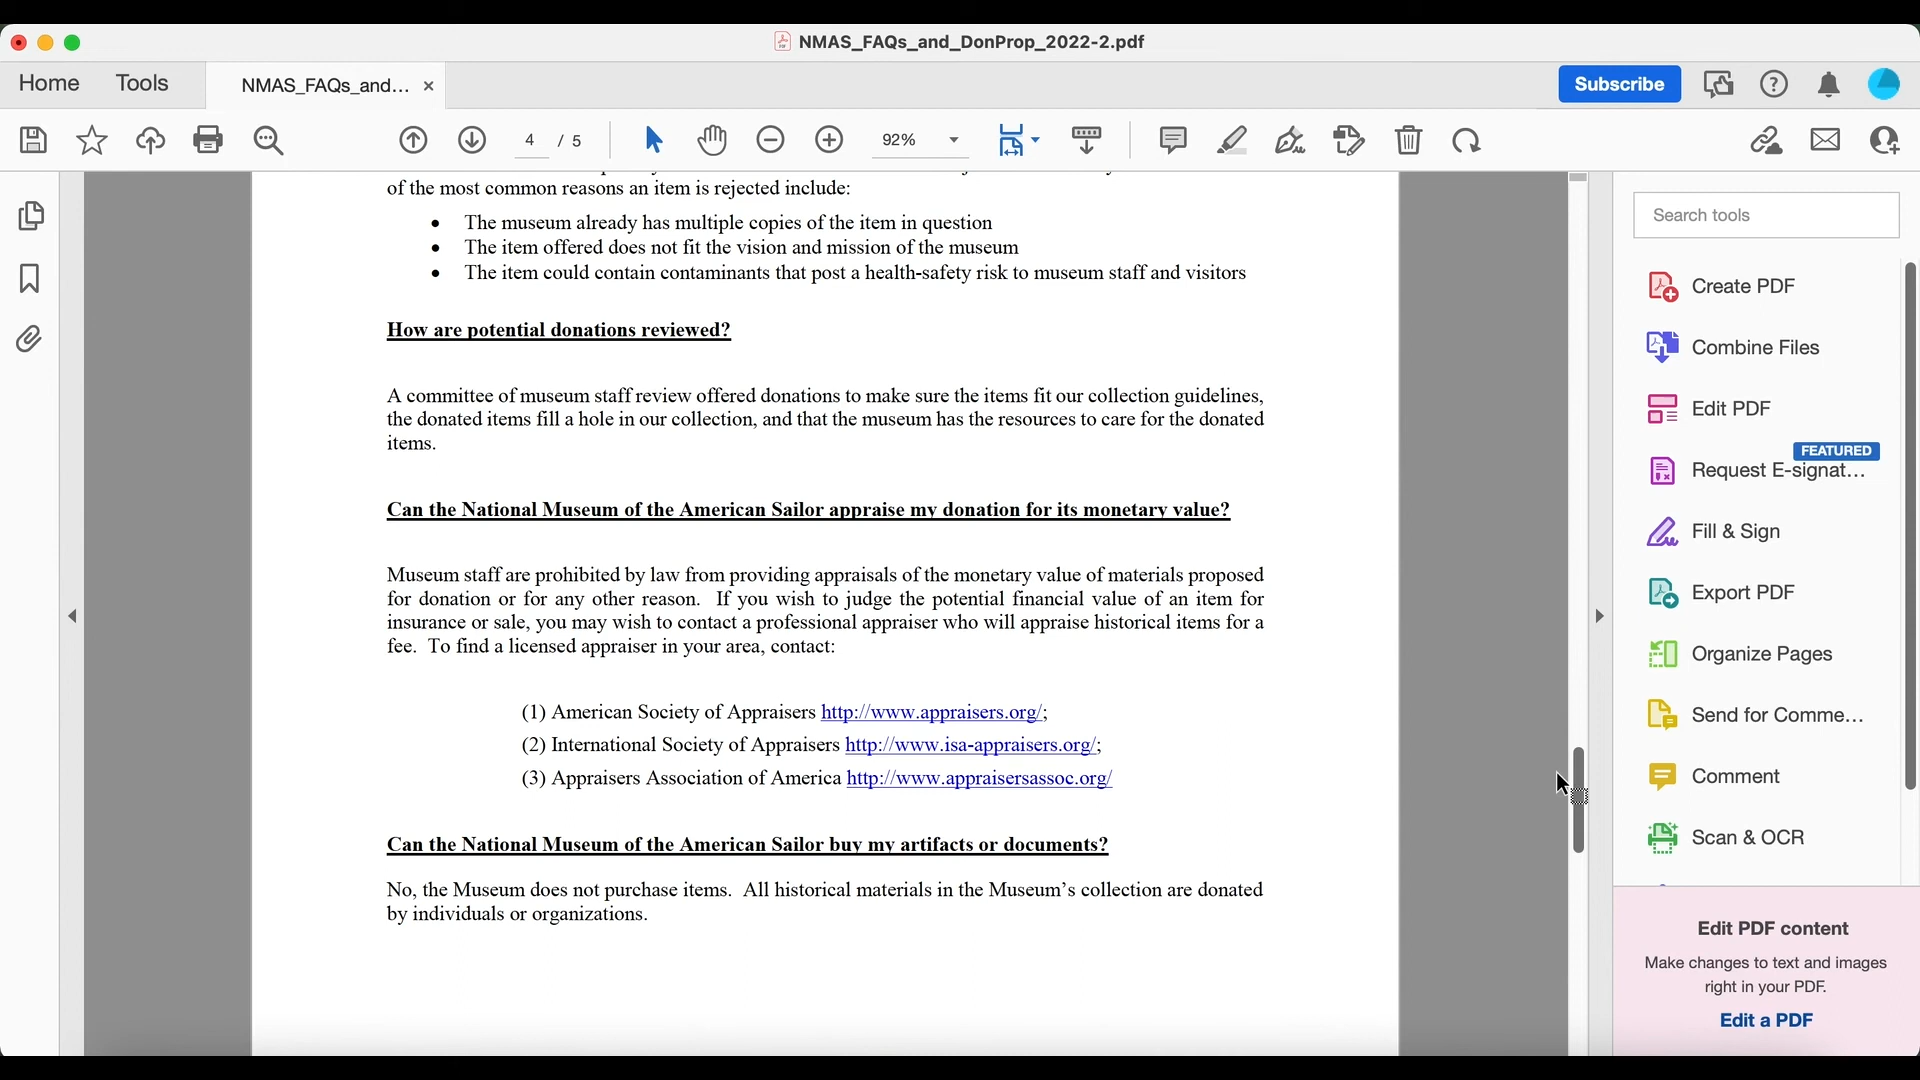 NMAS_FAQs_and_DonProp_2022-2.pdf
Home Tools NMAS_FAQs_and... × Subscribe
4 / 5 92%
of the most common reasons an item is rejected include:
• The museum already has multiple copies of the item in question
• The item offered does not fit the vision and mission of the museum
• The item could contain contaminants that post a health-safety risk to museum staff and visitors
How are potential donations reviewed?
A committee of museum staff review offered donations to make sure the items fit our collection guidelines,
the donated items fill a hole in our collection, and that the museum has the resources to care for the donated
items.
Can the National Museum of the American Sailor appraise my donation for its monetary value?
Museum staff are prohibited by law from providing appraisals of the monetary value of materials proposed
for donation or for any other reason. If you wish to judge the potential financial value of an item for
insurance or sale, you may wish to contact a professional appraiser who will appraise historical items for a
fee. To find a licensed appraiser in your area, contact:
(1) American Society of Appraisers http://www.appraisers.org/;
(2) International Society of Appraisers http://www.isa-appraisers.org/;
(3) Appraisers Association of America http://www.appraisersassoc.org/
Can the National Museum of the American Sailor buy my artifacts or documents?
No, the Museum does not purchase items. All historical materials in the Museum's collection are donated
by individuals or organizations.
Search tools
Create PDF
Combine Files
Edit PDF
FEATURED
Request E-signat...
Fill & Sign
Export PDF
Organize Pages
Send for Comme...
Comment
Scan & OCR
Edit PDF content
Make changes to text and images
right in your PDF.
Edit a PDF